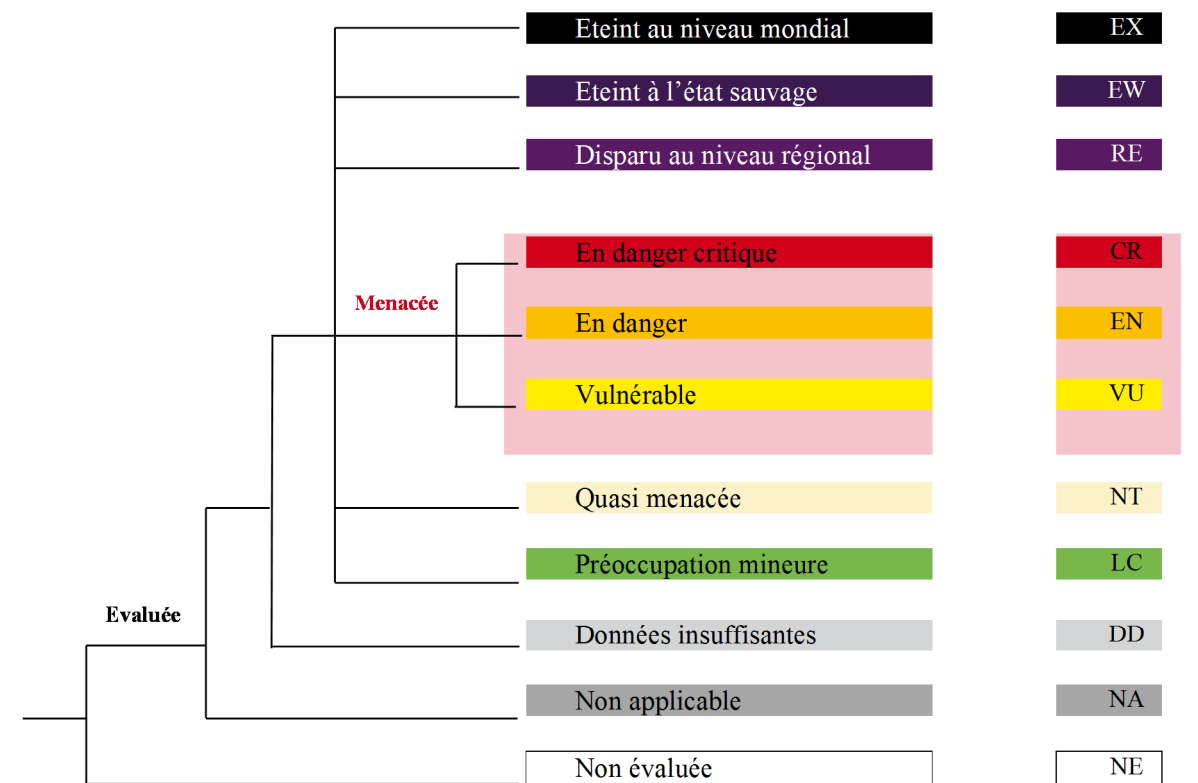 Eteint au niveau mondial EX
Eteint à l’état sauvage EW
Disparu au niveau régional RE
En danger critique CR
Menacée
En danger EN
Vulnérable VU
Quasi menacée NT
Préoccupation mineure LC
Evaluée
Données insuffisantes DD
Non applicable NA
Non évaluée NE